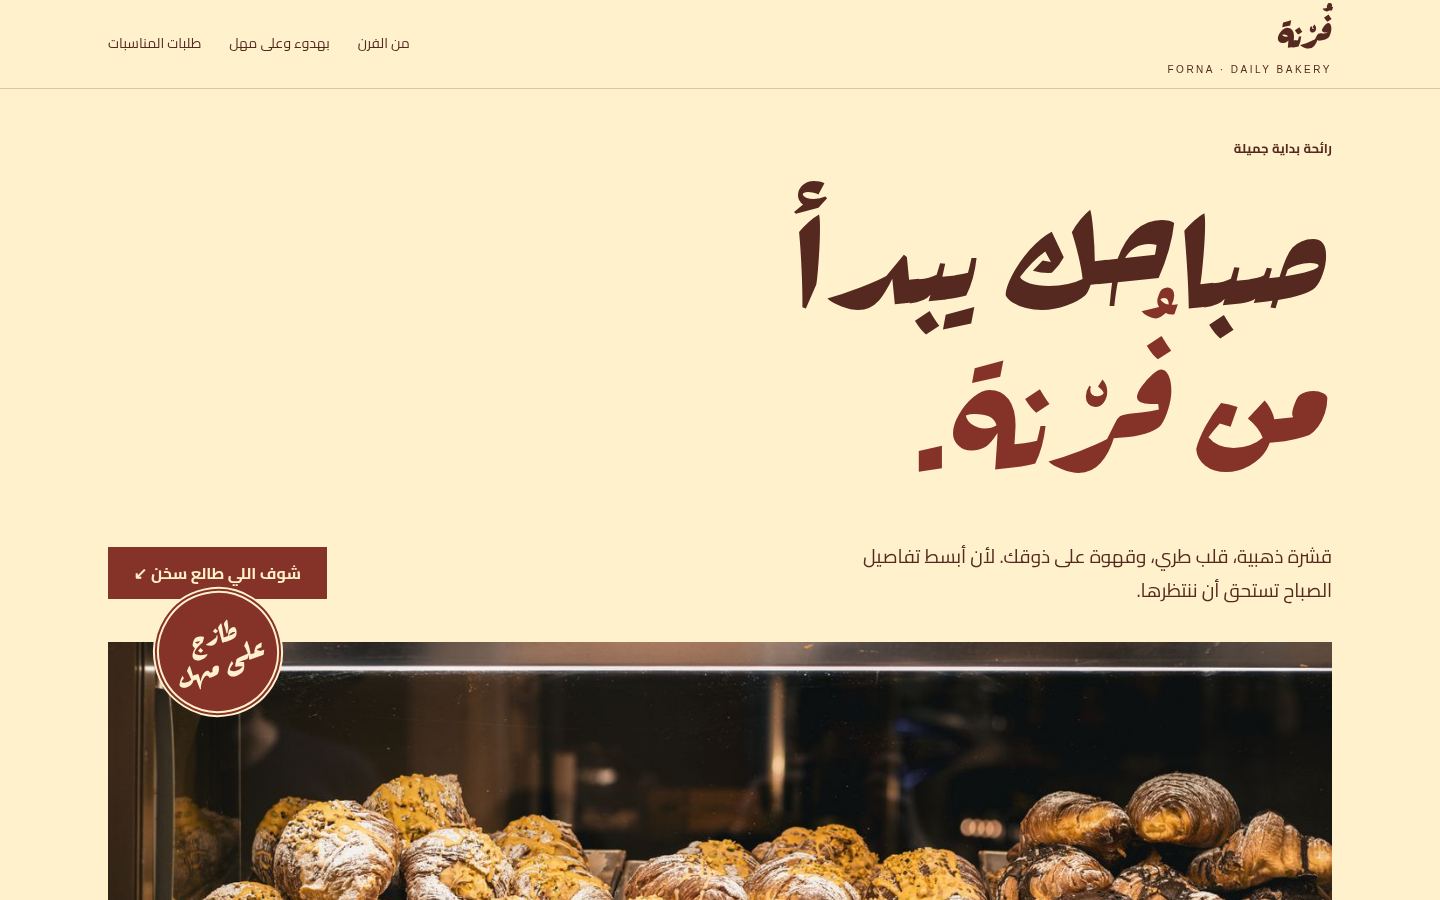 فُرْنة
FORNA · DAILY BAKERY
من الفرن
بهدوء وعلى مهل
طلبات المناسبات
رائحة بداية جميلة
صباحك يبدأ
من فُرْنة.
قشرة ذهبية، قلب طري، وقهوة على ذوقك. لأن أبسط تفاصيل
الصباح تستحق أن ننتظرها.
شوف اللي طالع سخن ↙
طازج
على مهل